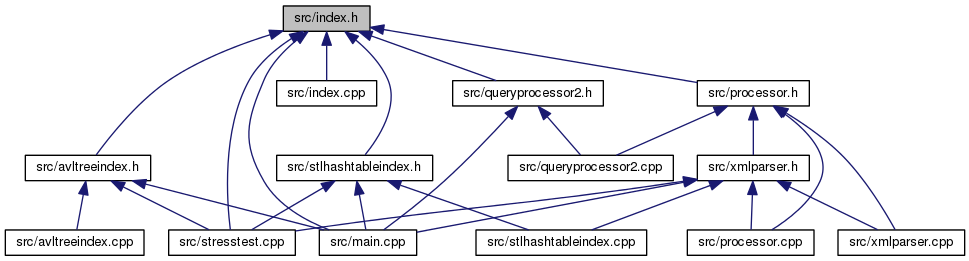 src/index.h
src/index.cpp
src/queryprocessor2.h
src/processor.h
src/avltreeindex.h
src/stlhashtableindex.h
src/queryprocessor2.cpp
src/xmlparser.h
src/avltreeindex.cpp
src/stresstest.cpp
src/main.cpp
src/stlhashtableindex.cpp
src/processor.cpp
src/xmlparser.cpp